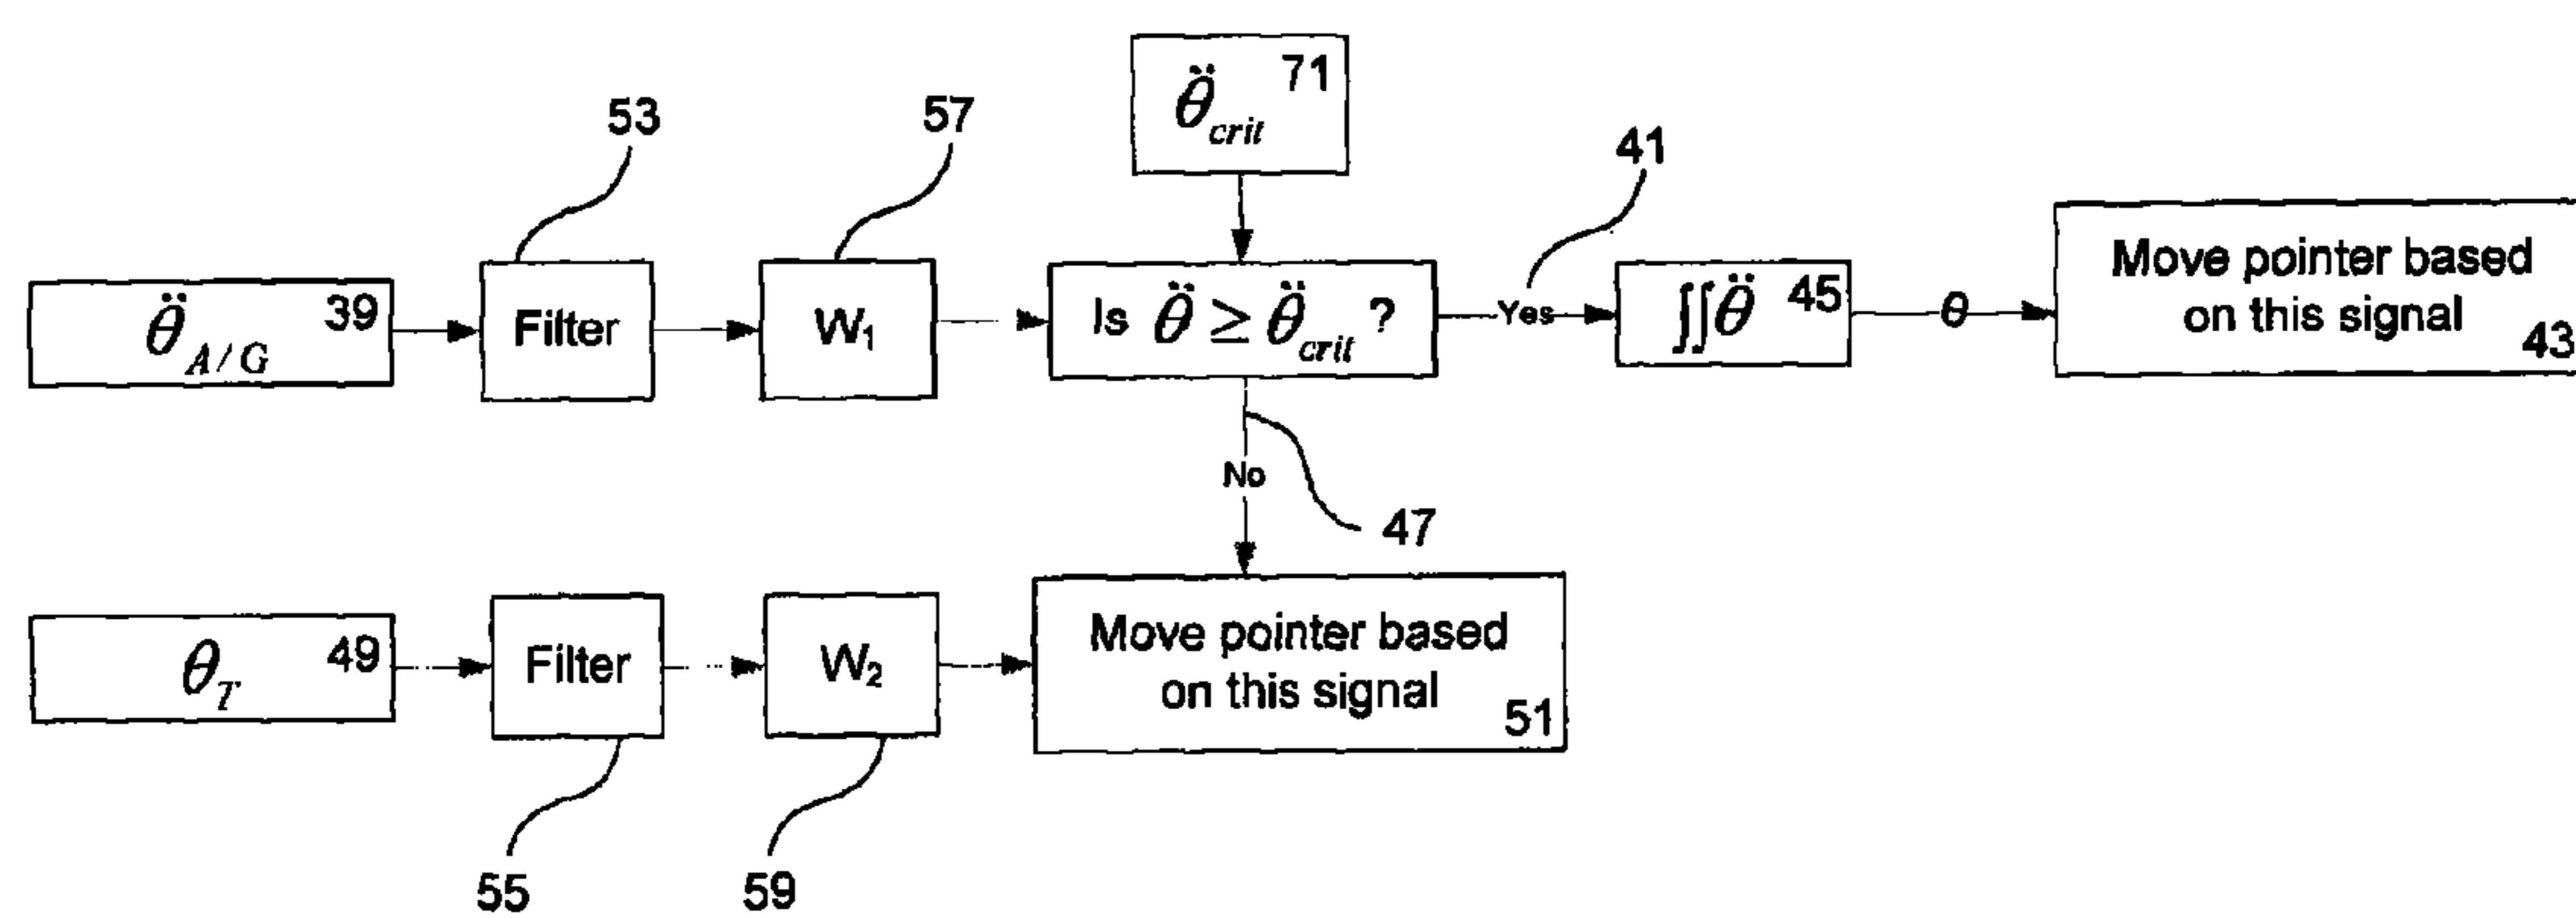 71
θ̈crit
53
57
41
θ̈A/G 39
Filter
W₁
Is θ̈ ≥ θ̈crit ?
Yes
∫∫θ̈ 45
θ
Move pointer based
on this signal
43
No
47
θT 49
Filter
W₂
Move pointer based
on this signal
51
55
59